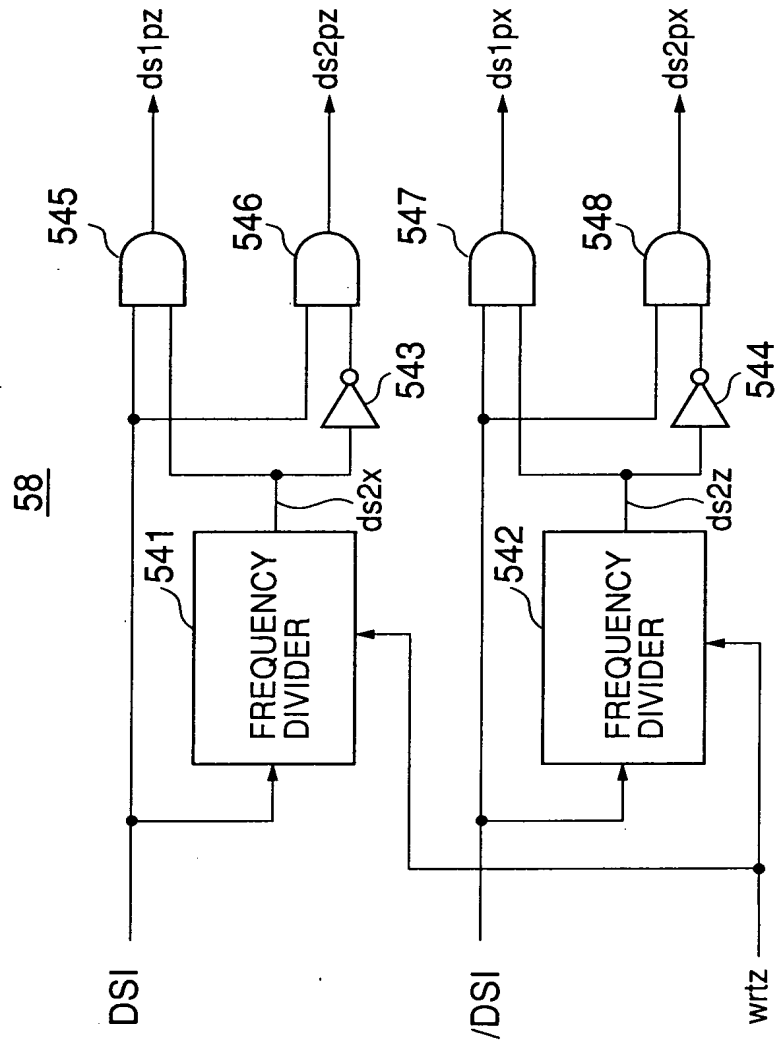 58
DSI
541
FREQUENCY
DIVIDER
ds2x
543
545
ds1pz
546
ds2pz
/DSI
542
FREQUENCY
DIVIDER
ds2z
544
547
ds1px
548
ds2px
wrtz